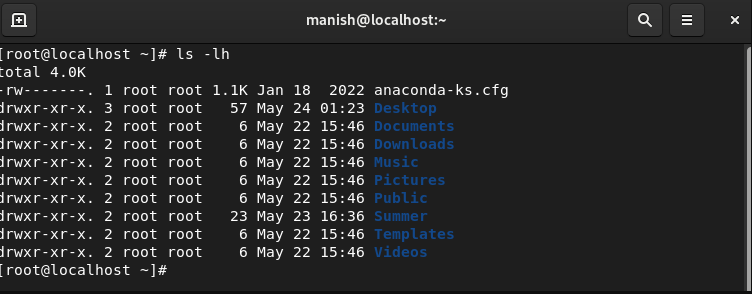 manish@localhost:~
[root@localhost ~]# ls -lh
total 4.0K
-rw-------. 1 root root 1.1K Jan 18  2022 anaconda-ks.cfg
drwxr-xr-x. 3 root root   57 May 24 01:23 Desktop
drwxr-xr-x. 2 root root    6 May 22 15:46 Documents
drwxr-xr-x. 2 root root    6 May 22 15:46 Downloads
drwxr-xr-x. 2 root root    6 May 22 15:46 Music
drwxr-xr-x. 2 root root    6 May 22 15:46 Pictures
drwxr-xr-x. 2 root root    6 May 22 15:46 Public
drwxr-xr-x. 2 root root   23 May 23 16:36 Summer
drwxr-xr-x. 2 root root    6 May 22 15:46 Templates
drwxr-xr-x. 2 root root    6 May 22 15:46 Videos
[root@localhost ~]#